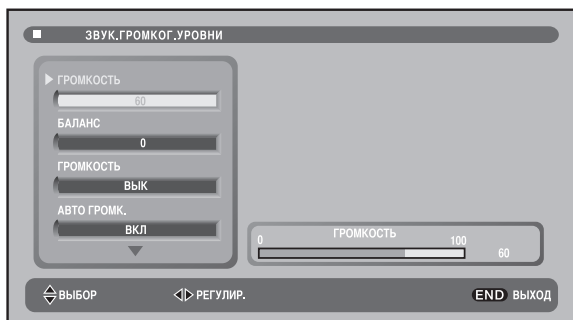 ЗВУК.ГРОМКОГ.УРОВНИ
ГРОМКОСТЬ
60
БАЛАНС
0
ГРОМКОСТЬ
ВЫК
АВТО ГРОМК.
ВКЛ
ГРОМКОСТЬ
0 100
60
ВЫБОР РЕГУЛИР. END ВЫХОД